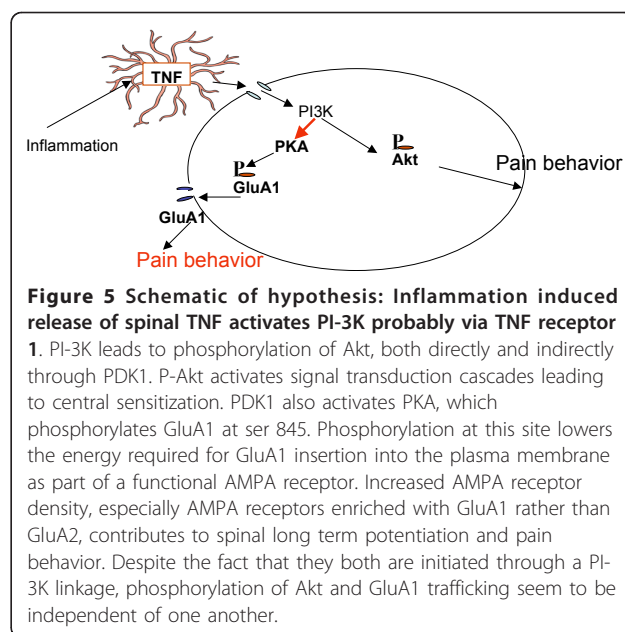 TNF
Inflammation
PI3K
PKA
P
Akt
Pain behavior
P
GluA1
GluA1
Pain behavior
Figure 5 Schematic of hypothesis: Inflammation induced
release of spinal TNF activates PI-3K probably via TNF receptor
1. PI-3K leads to phosphorylation of Akt, both directly and indirectly
through PDK1. P-Akt activates signal transduction cascades leading
to central sensitization. PDK1 also activates PKA, which
phosphorylates GluA1 at ser 845. Phosphorylation at this site lowers
the energy required for GluA1 insertion into the plasma membrane
as part of a functional AMPA receptor. Increased AMPA receptor
density, especially AMPA receptors enriched with GluA1 rather than
GluA2, contributes to spinal long term potentiation and pain
behavior. Despite the fact that they both are initiated through a PI-
3K linkage, phosphorylation of Akt and GluA1 trafficking seem to be
independent of one another.